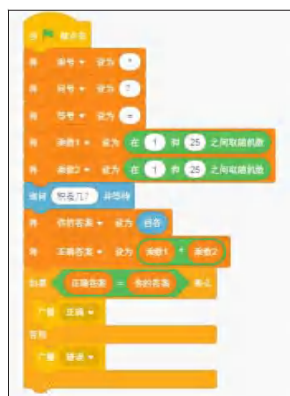 当 被点击
将 乘号 设为 *
将 问号 设为 ?
将 等号 设为 =
将 乘数1 设为 在 1 和 25 之间取随机数
将 乘数2 设为 在 1 和 25 之间取随机数
询问 积是几? 并等待
将 你的答案 设为 回答
将 正确答案 设为 乘数1 * 乘数2
如果 正确答案 = 你的答案 那么
广播 正确
否则
广播 错误